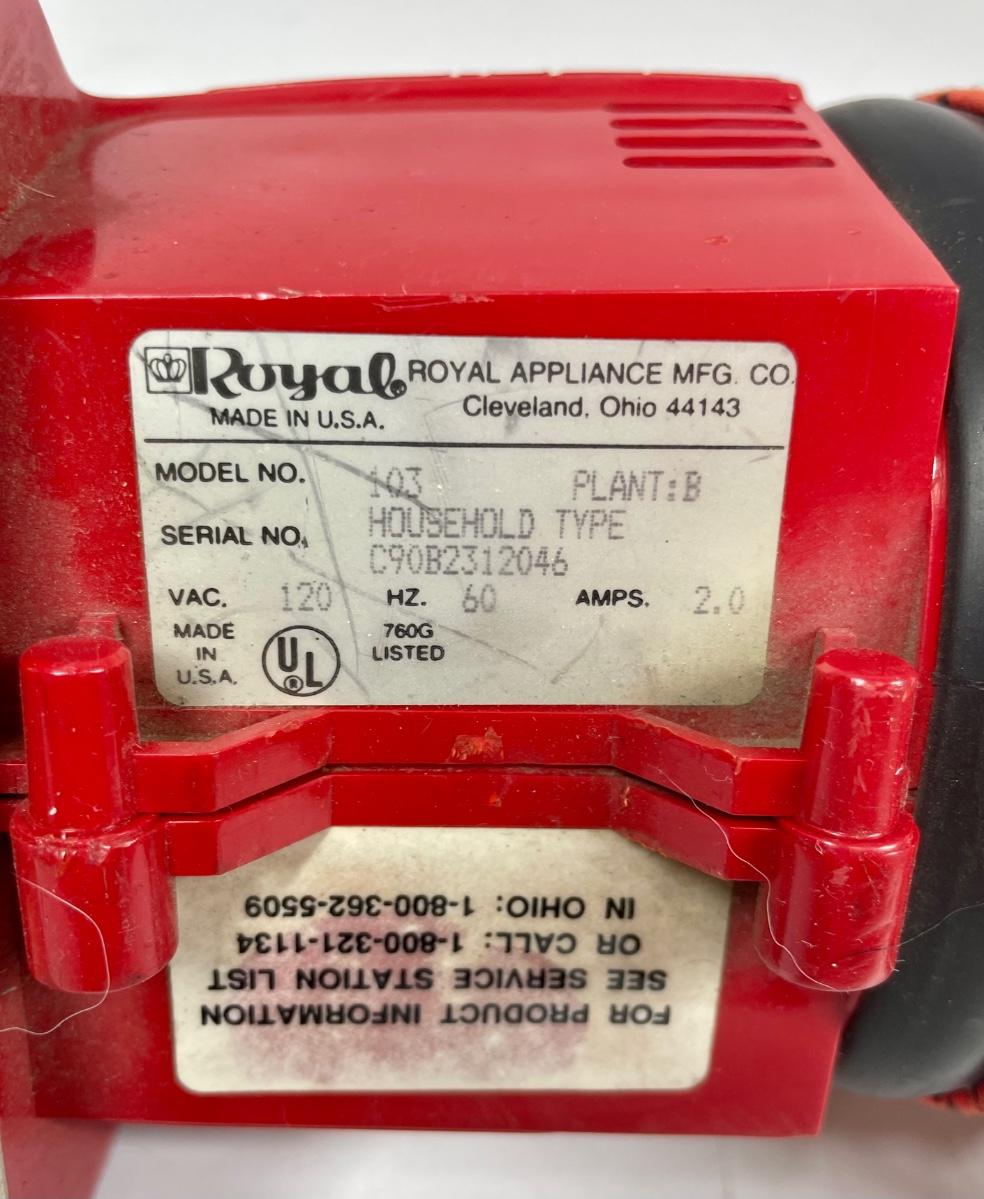 Royal® ROYAL APPLIANCE MFG. CO.
MADE IN U.S.A. Cleveland, Ohio 44143
MODEL NO. 103 PLANT:B
HOUSEHOLD TYPE
SERIAL NO. C90B2312046
VAC. 120 HZ. 60 AMPS. 2.0
MADE
IN
U.S.A.
UL®
760G
LISTED
FOR PRODUCT INFORMATION
SEE SERVICE STATION LIST
OR CALL: 1-800-321-1134
IN OHIO: 1-800-362-5509